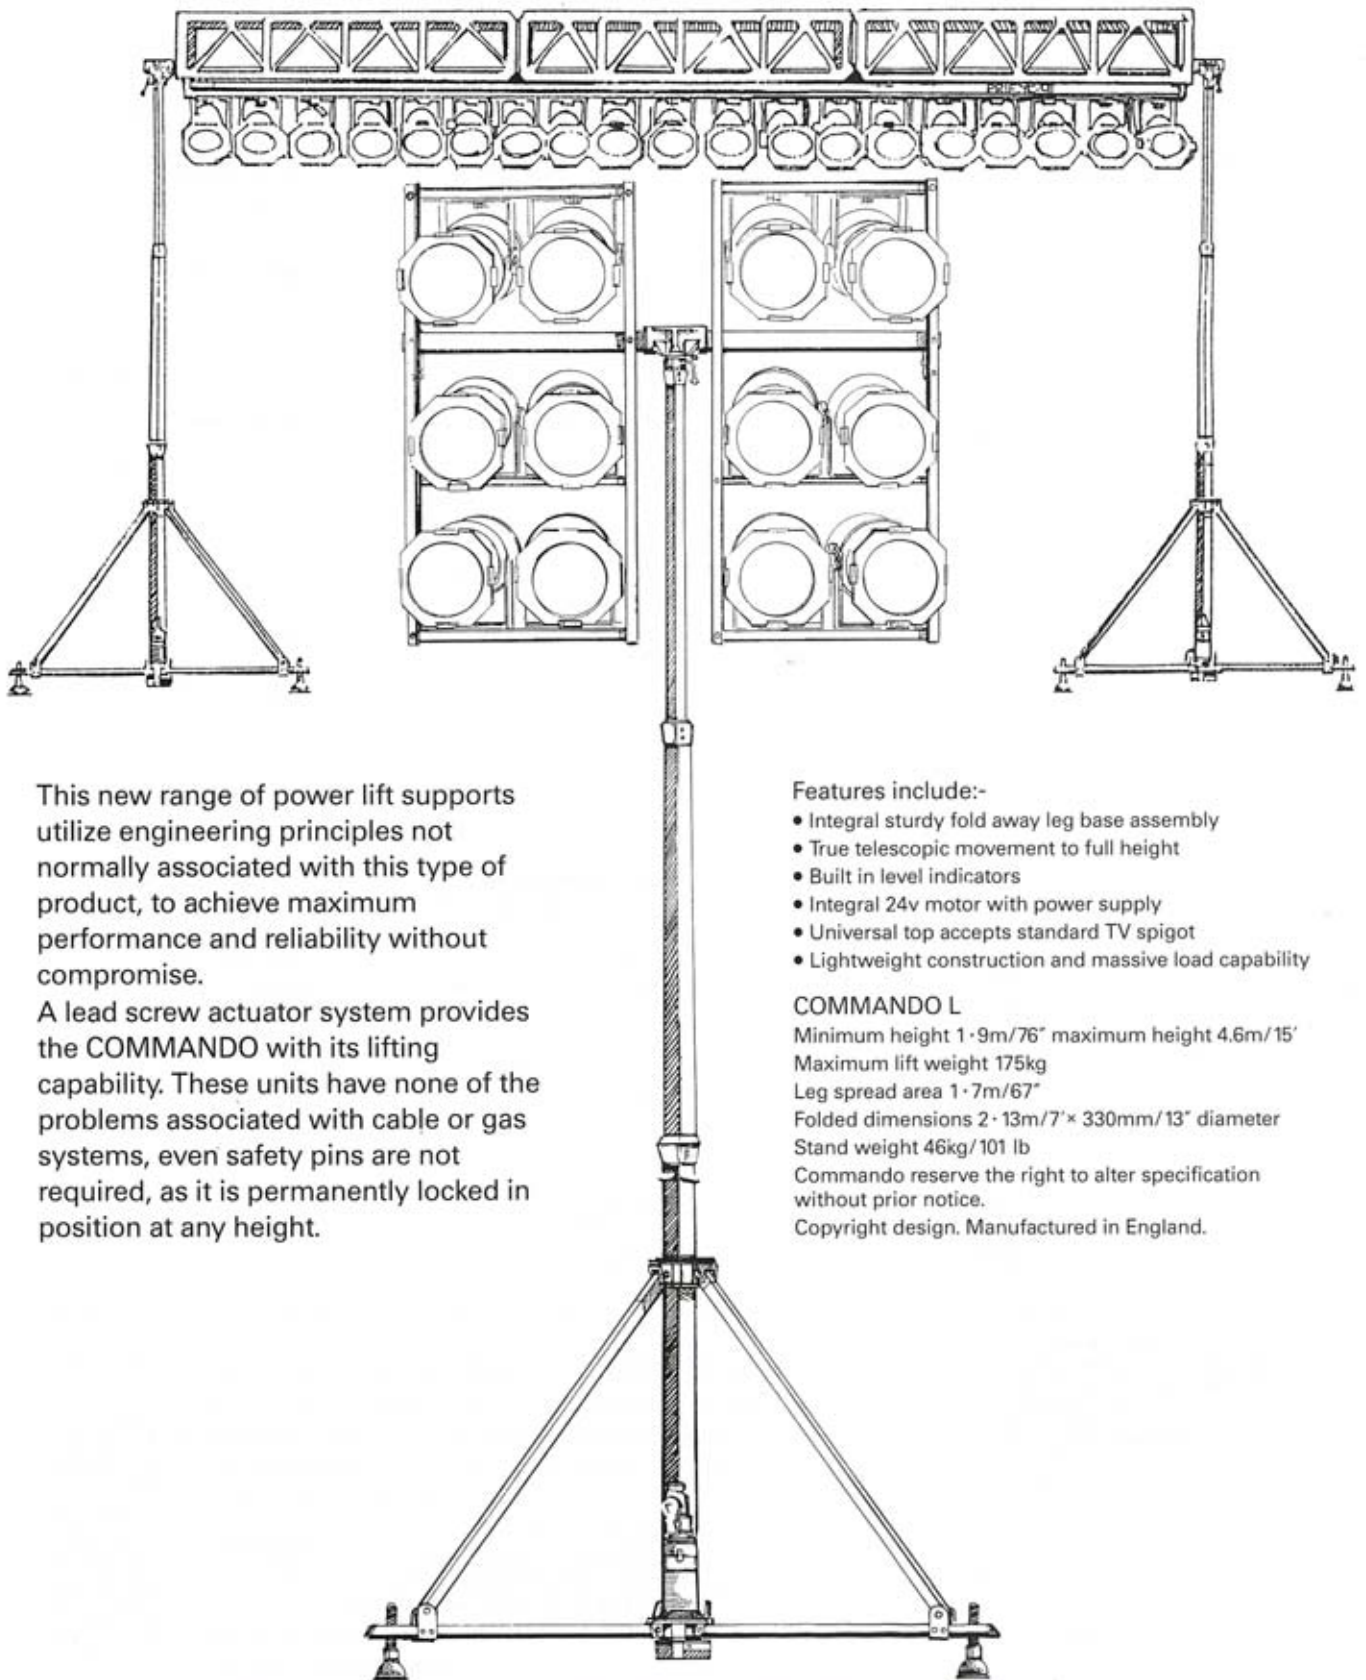 This new range of power lift supports
utilize engineering principles not
normally associated with this type of
product, to achieve maximum
performance and reliability without
compromise.
A lead screw actuator system provides
the COMMANDO with its lifting
capability. These units have none of the
problems associated with cable or gas
systems, even safety pins are not
required, as it is permanently locked in
position at any height.
Features include:-
• Integral sturdy fold away leg base assembly
• True telescopic movement to full height
• Built in level indicators
• Integral 24v motor with power supply
• Universal top accepts standard TV spigot
• Lightweight construction and massive load capability
COMMANDO L
Minimum height 1·9m/76″ maximum height 4.6m/15′
Maximum lift weight 175kg
Leg spread area 1·7m/67″
Folded dimensions 2·13m/7′× 330mm/13″ diameter
Stand weight 46kg/101 lb
Commando reserve the right to alter specification
without prior notice.
Copyright design. Manufactured in England.